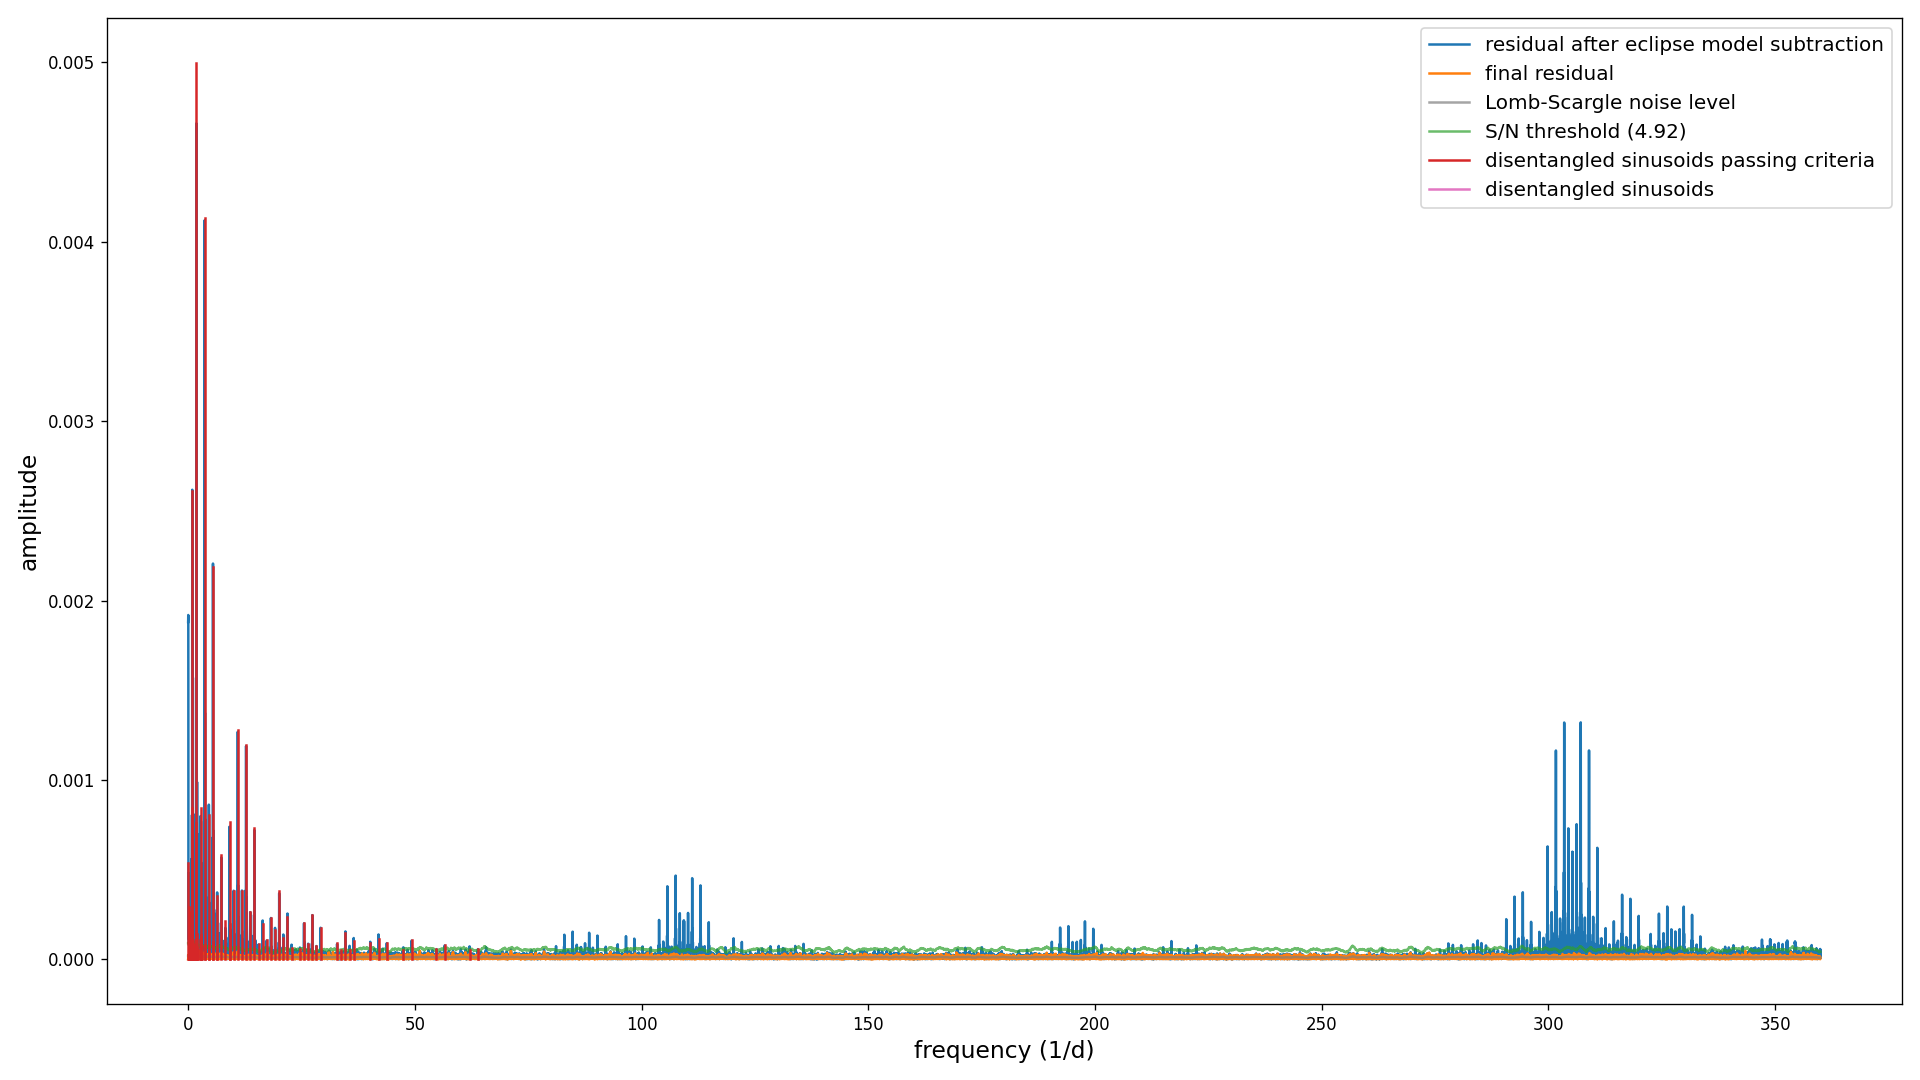 residual after eclipse model subtraction
final residual
Lomb-Scargle noise level
S/N threshold (4.92)
disentangled sinusoids passing criteria
disentangled sinusoids
0.005
0.004
0.003
0.002
0.001
0.000
amplitude
0 50 100 150 200 250 300 350
frequency (1/d)